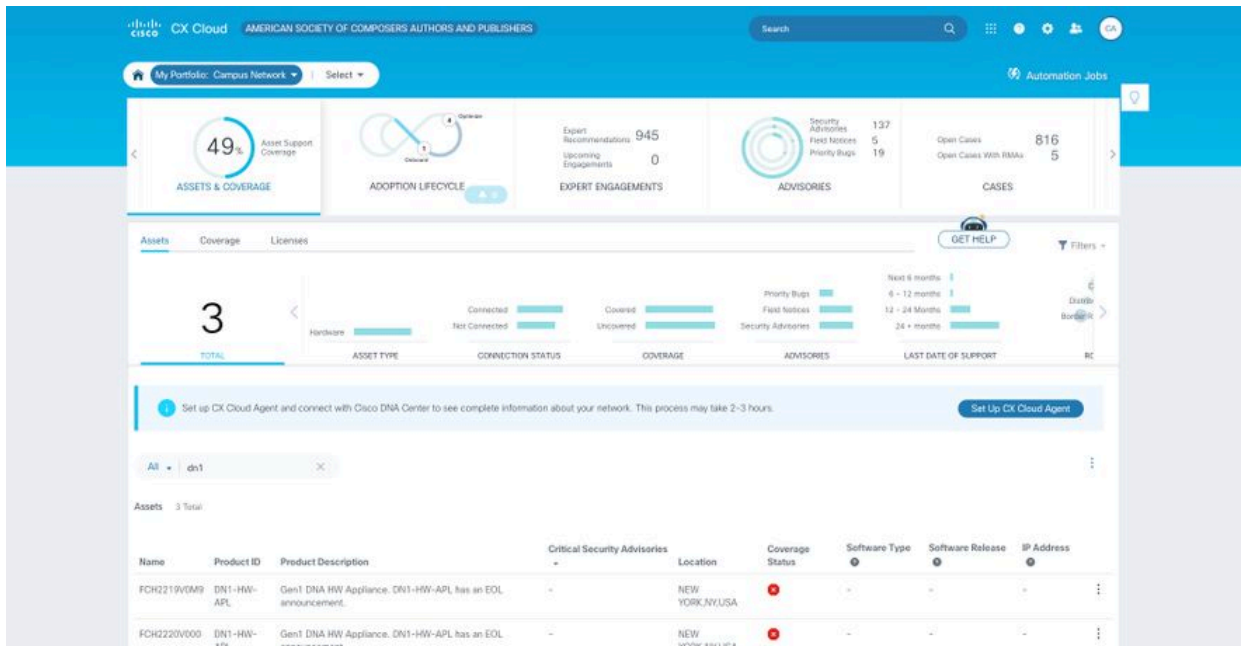 cisco CX Cloud AMERICAN SOCIETY OF COMPOSERS AUTHORS AND PUBLISHERS Search CA
My Portfolio: Campus Network Select Automation Jobs
49% Asset Support Coverage
ASSETS & COVERAGE
4 Optimize
1
Onboard
ADOPTION LIFECYCLE
Expert Recommendations 945
Upcoming Engagements 0
EXPERT ENGAGEMENTS
Security Advisories 137
Field Notices 5
Priority Bugs 19
ADVISORIES
Open Cases 816
Open Cases With RMAs 5
CASES
Assets Coverage Licenses GET HELP Filters
3
TOTAL
Hardware
ASSET TYPE
Connected
Not Connected
CONNECTION STATUS
Covered
Uncovered
COVERAGE
Priority Bugs
Field Notices
Security Advisories
ADVISORIES
Next 6 months
6 - 12 months
12 - 24 Months
24 + months
LAST DATE OF SUPPORT
Set up CX Cloud Agent and connect with Cisco DNA Center to see complete information about your network. This process may take 2-3 hours. Set Up CX Cloud Agent
All dn1
Assets 3 Total
Name Product ID Product Description Critical Security Advisories Location Coverage Status Software Type Software Release IP Address
FCH2219V0M9 DN1-HW-APL Gen1 DNA HW Appliance. DN1-HW-APL has an EOL announcement. - NEW YORK,NY,USA - - -
FCH2220V000 DN1-HW- Gen1 DNA HW Appliance. DN1-HW-APL has an EOL - NEW - - -